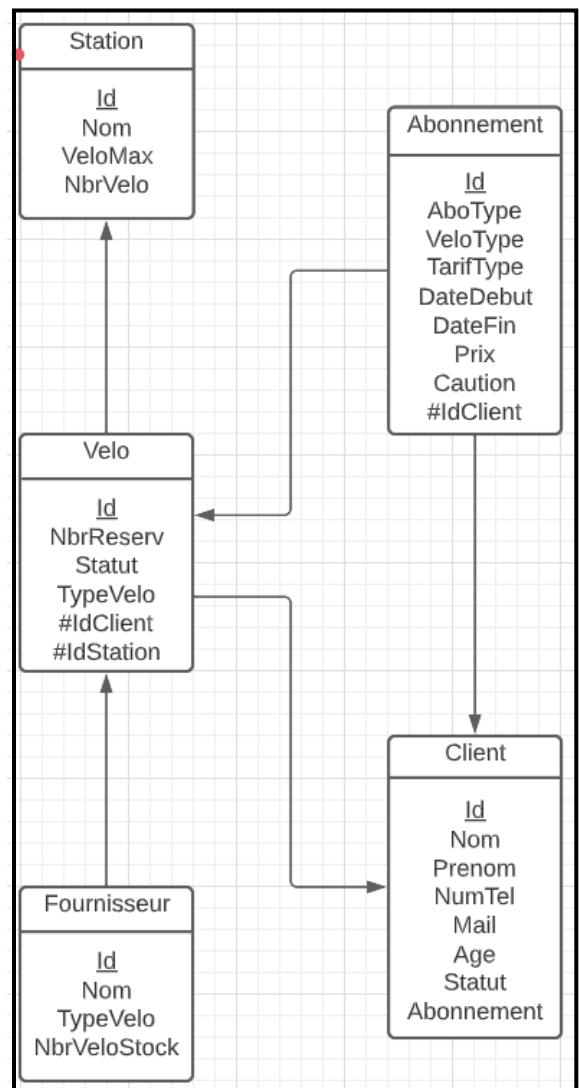 Station
Id
Nom
VeloMax
NbrVelo
Abonnement
Id
AboType
VeloType
TarifType
DateDebut
DateFin
Prix
Caution
#IdClient
Velo
Id
NbrReserv
Statut
TypeVelo
#IdClient
#IdStation
Client
Id
Nom
Prenom
NumTel
Mail
Age
Statut
Abonnement
Fournisseur
Id
Nom
TypeVelo
NbrVeloStock